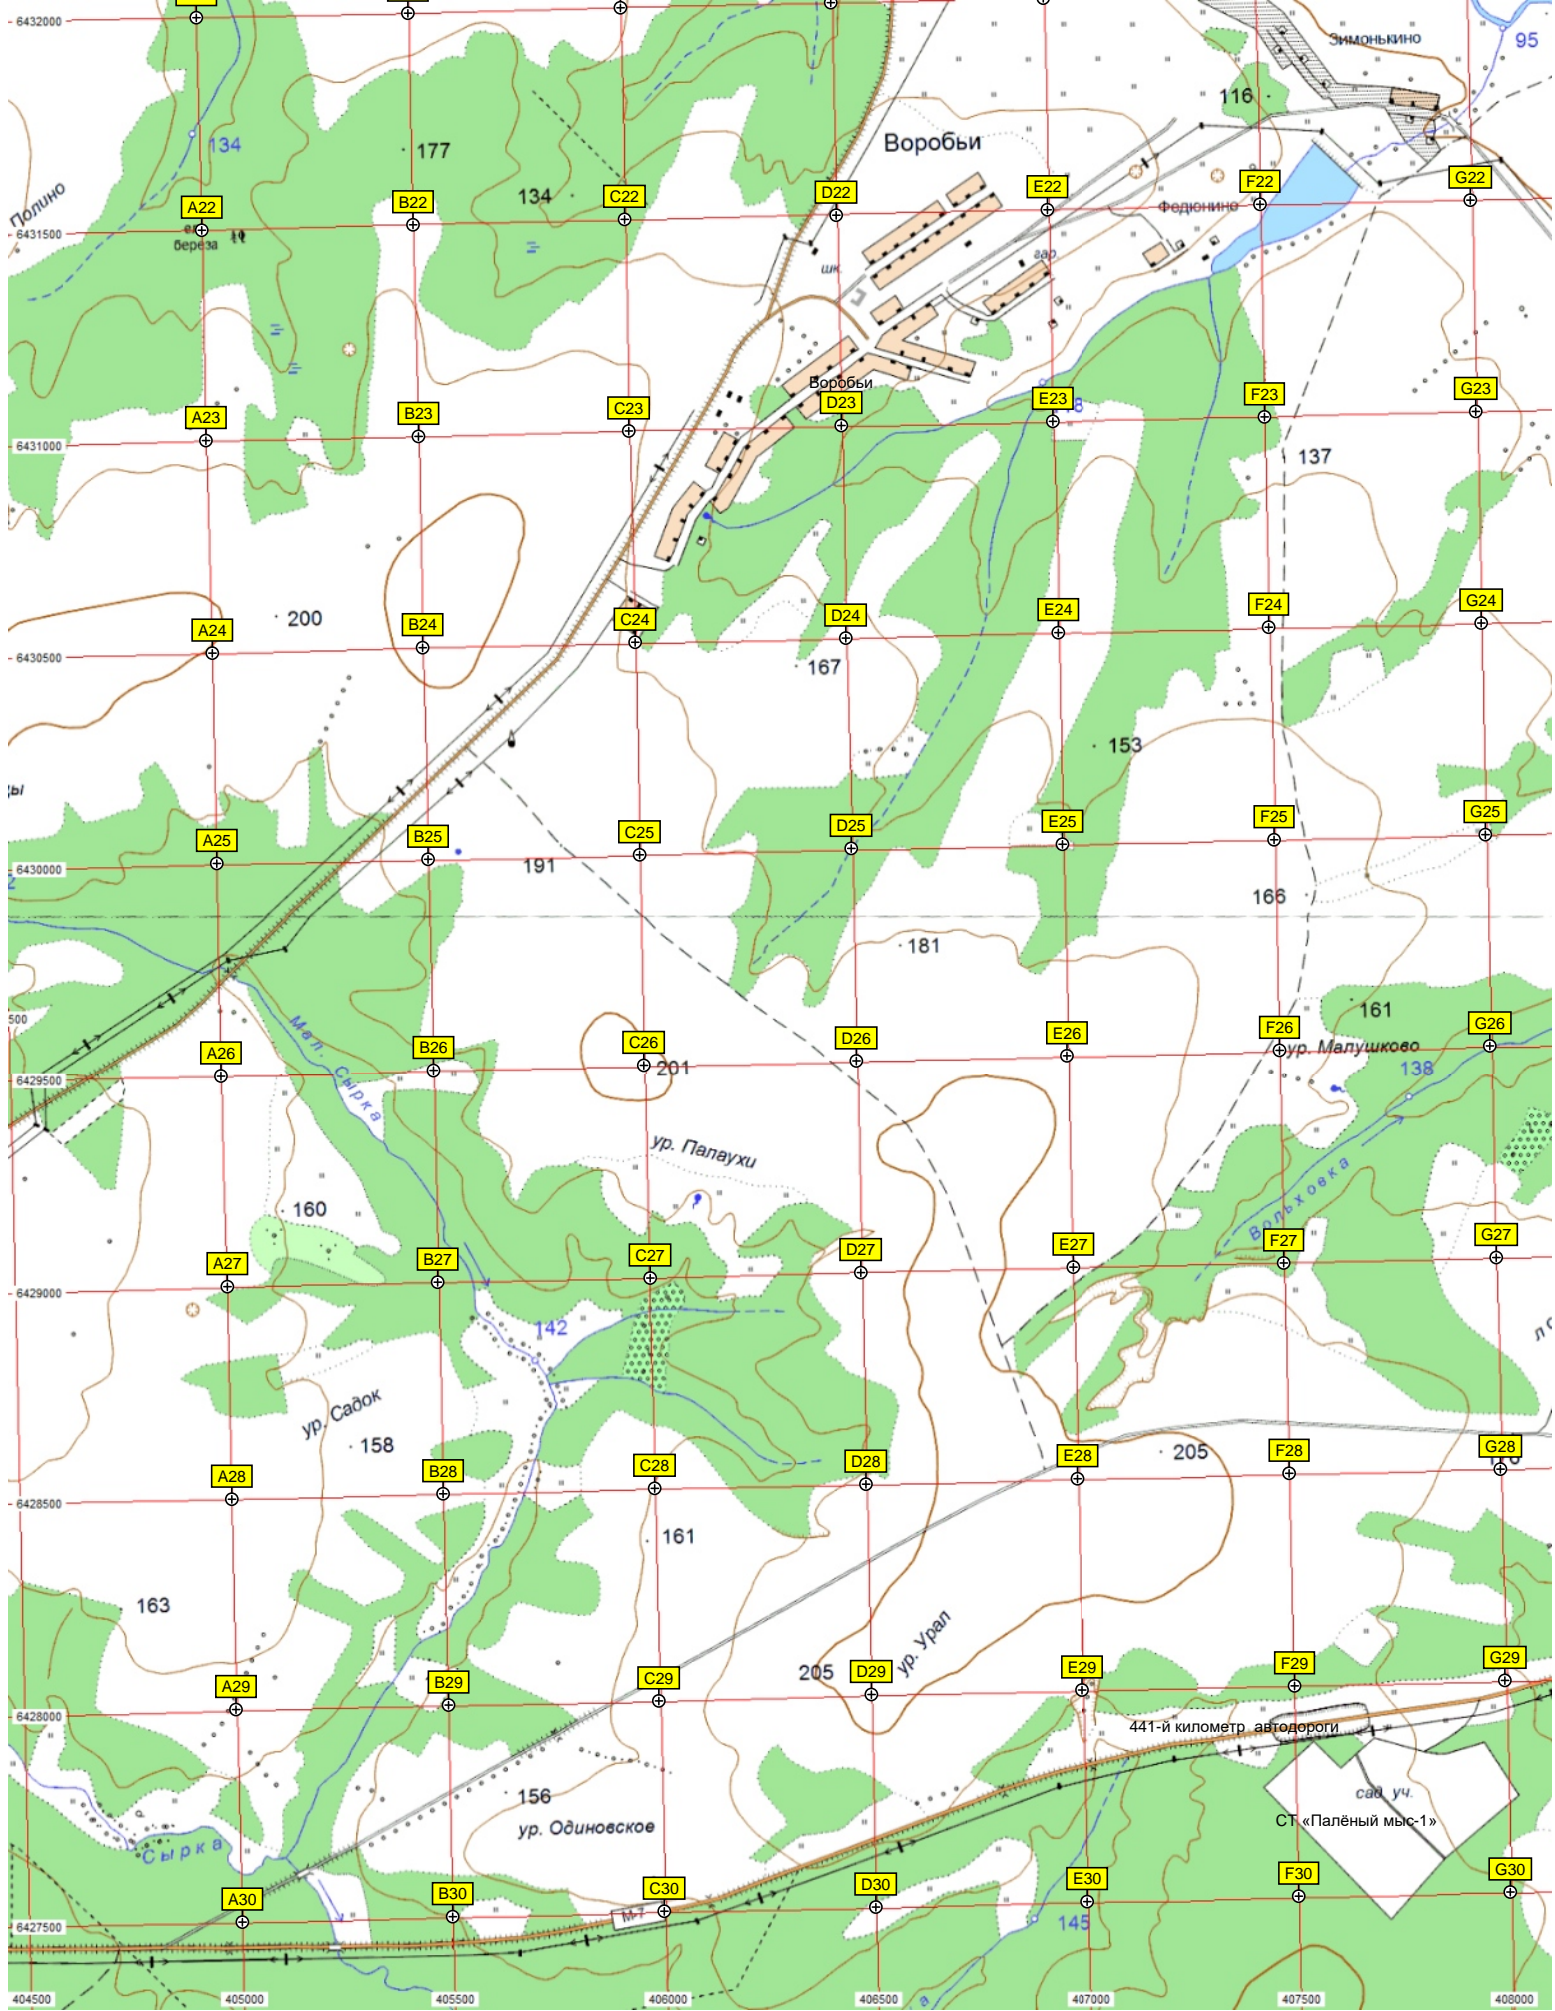 6432000
Зимонькино
95
116
134
177
Воробьи
134
Полино
A22
B22
C22
D22
E22
F22
G22
береза
Федюнино
6431500
шк.
гар.
Воробьи
A23
B23
C23
D23
E23
F23
G23
6431000
137
200
A24
B24
C24
D24
E24
F24
G24
6430500
167
153
A25
B25
C25
D25
E25
F25
G25
6430000
191
166
181
161
Мал. Сырка
A26
B26
C26
D26
E26
F26
G26
ур. Малушково
201
138
6429500
ур. Палаухи
160
Вольховка
A27
B27
C27
D27
E27
F27
G27
6429000
142
ур. Садок
158
205
A28
B28
C28
D28
E28
F28
G28
6428500
161
163
ур. Урал
205
A29
B29
C29
D29
E29
F29
G29
6428000
441-й километр автодороги
156
сад. уч.
ур. Одиновское
СТ «Палёный мыс-1»
Сырка
A30
B30
C30
D30
E30
F30
G30
М-7
145
6427500
404500
405000
405500
406000
406500
407000
407500
408000